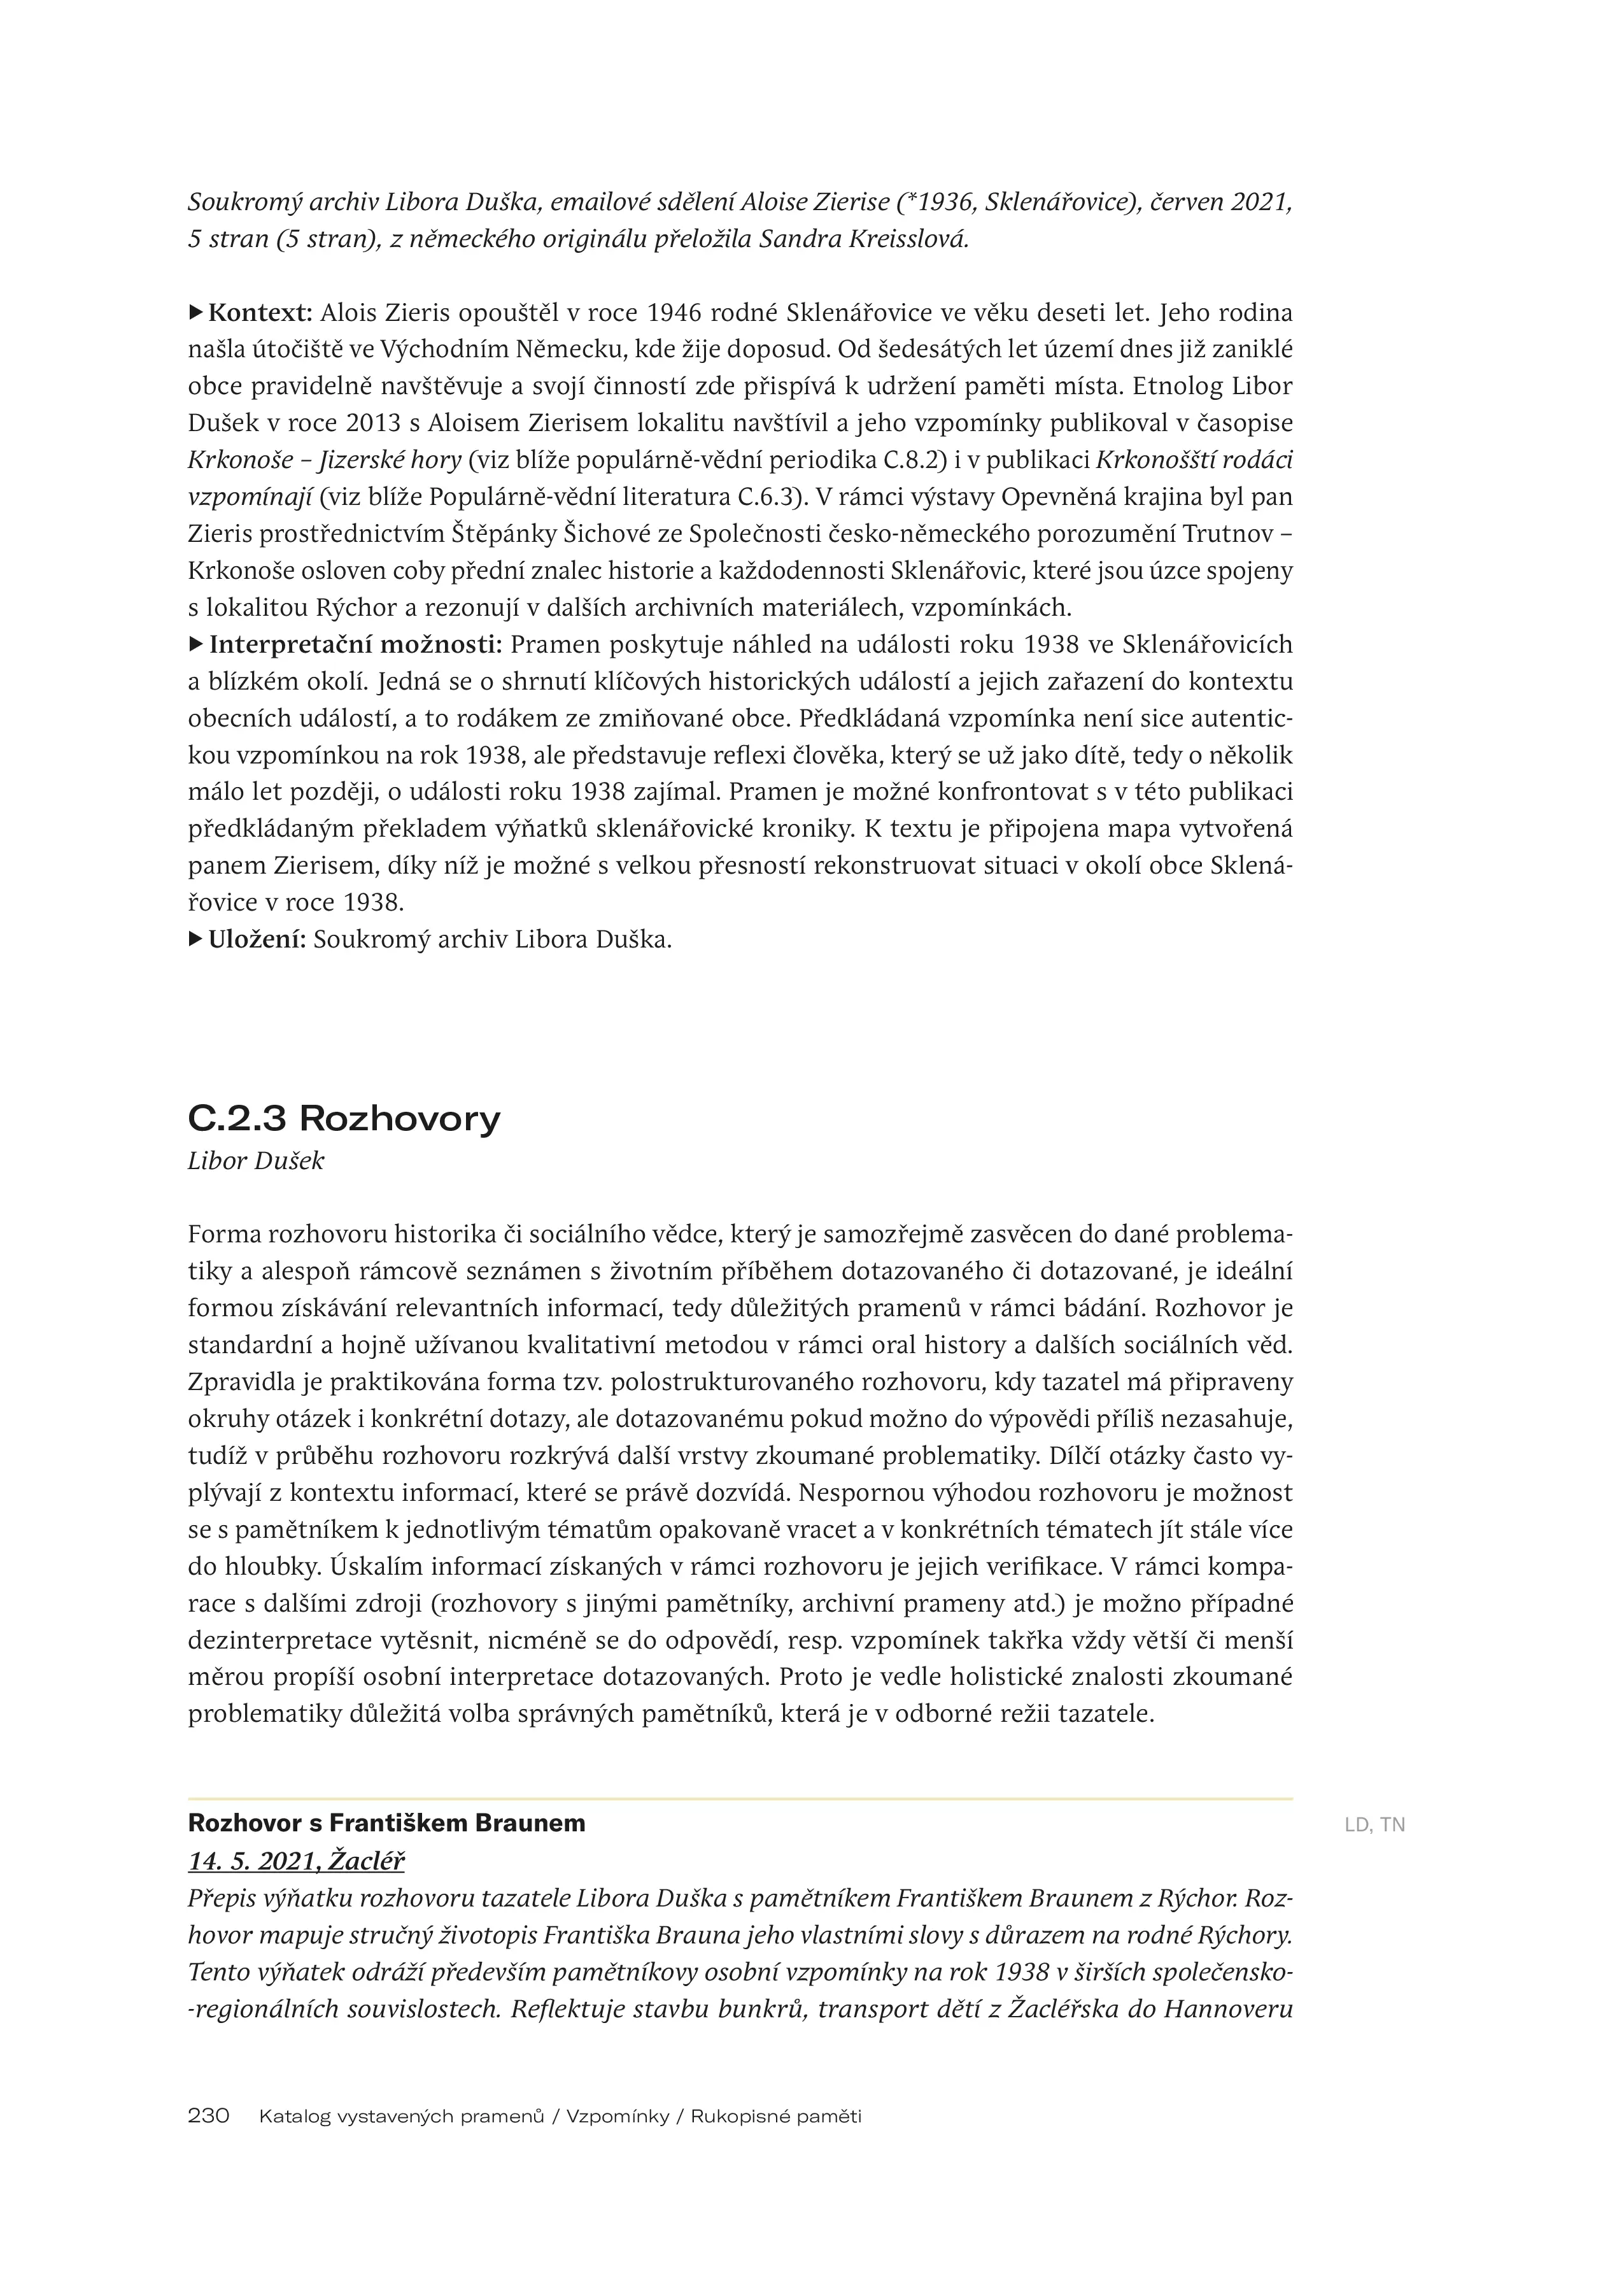 Soukromý archiv Libora Duška, emailové sdělení Aloise Zierise (*1936, Sklenářovice), červen 2021,
5 stran (5 stran), z německého originálu přeložila Sandra Kreisslová.
▶ Kontext: Alois Zieris opouštěl v roce 1946 rodné Sklenářovice ve věku deseti let. Jeho rodina
našla útočiště ve Východním Německu, kde žije doposud. Od šedesátých let území dnes již zaniklé
obce pravidelně navštěvuje a svojí činností zde přispívá k udržení paměti místa. Etnolog Libor
Dušek v roce 2013 s Aloisem Zierisem lokalitu navštívil a jeho vzpomínky publikoval v časopise
Krkonoše – Jizerské hory (viz blíže populárně-vědní periodika C.8.2) i v publikaci Krkonošští rodáci
vzpomínají (viz blíže Populárně-vědní literatura C.6.3). V rámci výstavy Opevněná krajina byl pan
Zieris prostřednictvím Štěpánky Šichové ze Společnosti česko-německého porozumění Trutnov –
Krkonoše osloven coby přední znalec historie a každodennosti Sklenářovic, které jsou úzce spojeny
s lokalitou Rýchor a rezonují v dalších archivních materiálech, vzpomínkách.
▶ Interpretační možnosti: Pramen poskytuje náhled na události roku 1938 ve Sklenářovicích
a blízkém okolí. Jedná se o shrnutí klíčových historických událostí a jejich zařazení do kontextu
obecních událostí, a to rodákem ze zmiňované obce. Předkládaná vzpomínka není sice autentic-
kou vzpomínkou na rok 1938, ale představuje reflexi člověka, který se už jako dítě, tedy o několik
málo let později, o události roku 1938 zajímal. Pramen je možné konfrontovat s v této publikaci
předkládaným překladem výňatků sklenářovické kroniky. K textu je připojena mapa vytvořená
panem Zierisem, díky níž je možné s velkou přesností rekonstruovat situaci v okolí obce Sklená-
řovice v roce 1938.
▶ Uložení: Soukromý archiv Libora Duška.
C.2.3 Rozhovory
Libor Dušek
Forma rozhovoru historika či sociálního vědce, který je samozřejmě zasvěcen do dané problema-
tiky a alespoň rámcově seznámen s životním příběhem dotazovaného či dotazované, je ideální
formou získávání relevantních informací, tedy důležitých pramenů v rámci bádání. Rozhovor je
standardní a hojně užívanou kvalitativní metodou v rámci oral history a dalších sociálních věd.
Zpravidla je praktikována forma tzv. polostrukturovaného rozhovoru, kdy tazatel má připraveny
okruhy otázek i konkrétní dotazy, ale dotazovanému pokud možno do výpovědi příliš nezasahuje,
tudíž v průběhu rozhovoru rozkrývá další vrstvy zkoumané problematiky. Dílčí otázky často vy-
plývají z kontextu informací, které se právě dozvídá. Nespornou výhodou rozhovoru je možnost
se s pamětníkem k jednotlivým tématům opakovaně vracet a v konkrétních tématech jít stále více
do hloubky. Úskalím informací získaných v rámci rozhovoru je jejich verifikace. V rámci kompa-
race s dalšími zdroji (rozhovory s jinými pamětníky, archivní prameny atd.) je možno případné
dezinterpretace vytěsnit, nicméně se do odpovědí, resp. vzpomínek takřka vždy větší či menší
měrou propíší osobní interpretace dotazovaných. Proto je vedle holistické znalosti zkoumané
problematiky důležitá volba správných pamětníků, která je v odborné režii tazatele.
Rozhovor s Františkem Braunem
LD, TN
14. 5. 2021, Žacléř
Přepis výňatku rozhovoru tazatele Libora Duška s pamětníkem Františkem Braunem z Rýchor. Roz-
hovor mapuje stručný životopis Františka Brauna jeho vlastními slovy s důrazem na rodné Rýchory.
Tento výňatek odráží především pamětníkovy osobní vzpomínky na rok 1938 v širších společensko-
-regionálních souvislostech. Reflektuje stavbu bunkrů, transport dětí z Žacléřska do Hannoveru
230 Katalog vystavených pramenů / Vzpomínky / Rukopisné paměti